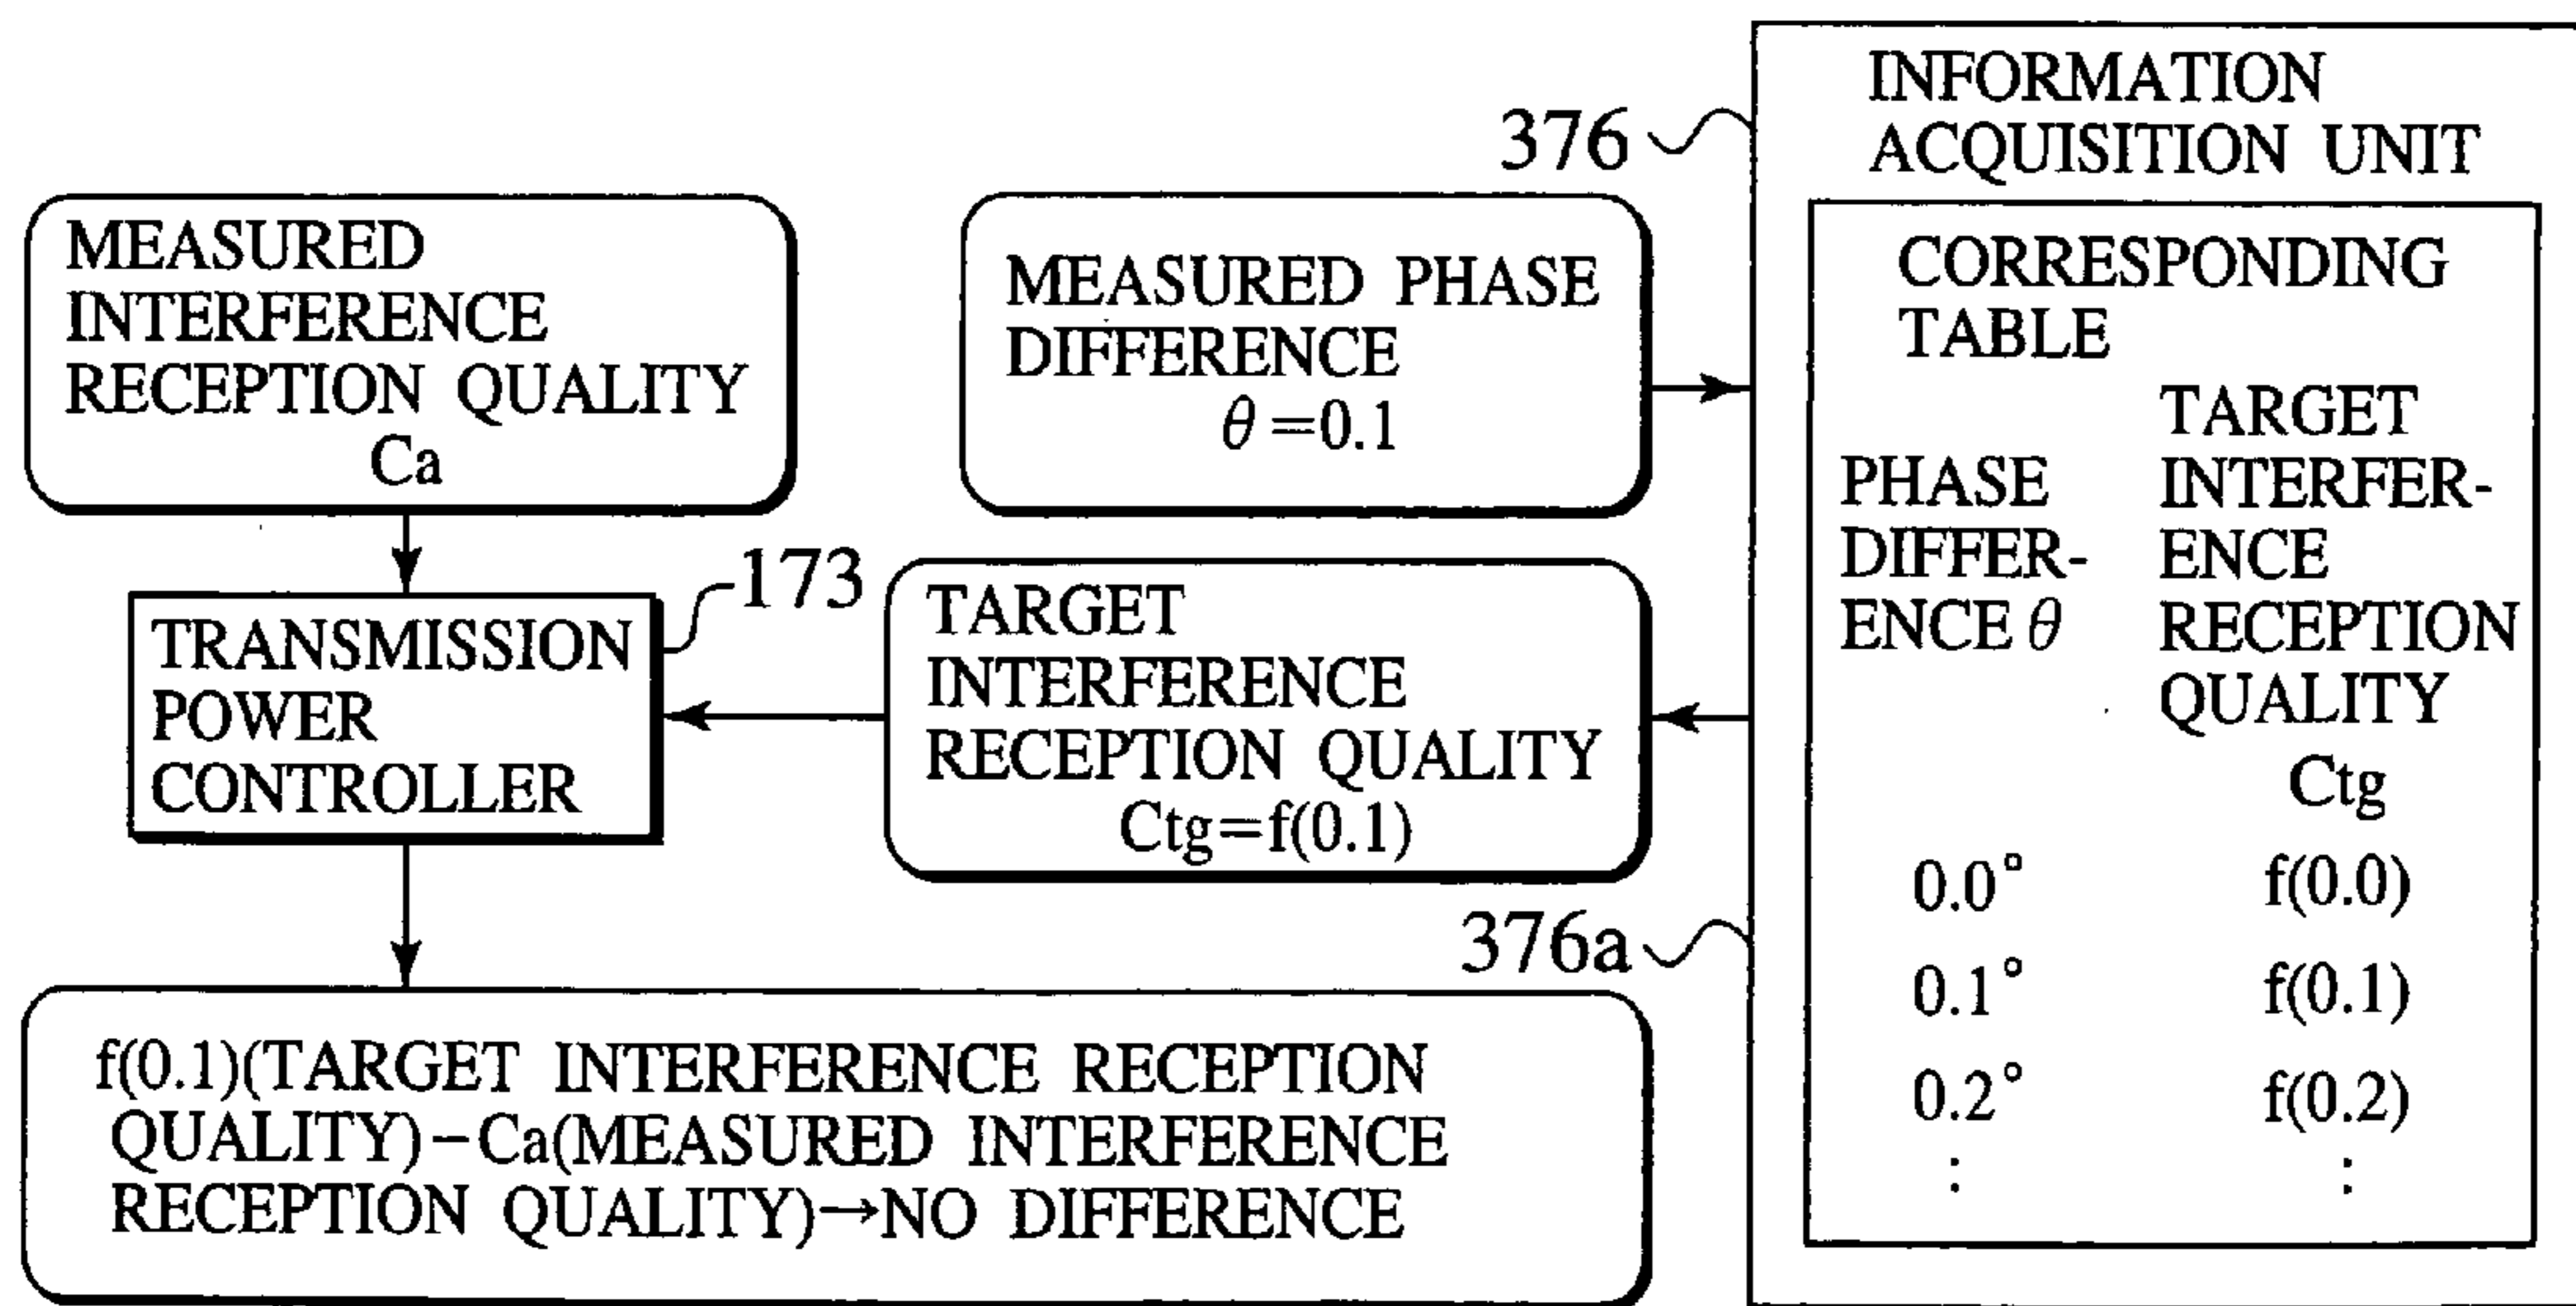 MEASURED
INTERFERENCE
RECEPTION QUALITY
Ca
MEASURED PHASE
DIFFERENCE
θ=0.1
376
INFORMATION
ACQUISITION UNIT
CORRESPONDING
TABLE
PHASE
DIFFER-
ENCE θ
TARGET
INTERFER-
ENCE
RECEPTION
QUALITY
Ctg
0.0° f(0.0)
0.1° f(0.1)
0.2° f(0.2)
: :
376a
TRANSMISSION
POWER
CONTROLLER
173
TARGET
INTERFERENCE
RECEPTION QUALITY
Ctg=f(0.1)
f(0.1)(TARGET INTERFERENCE RECEPTION
QUALITY)−Ca(MEASURED INTERFERENCE
RECEPTION QUALITY)→NO DIFFERENCE